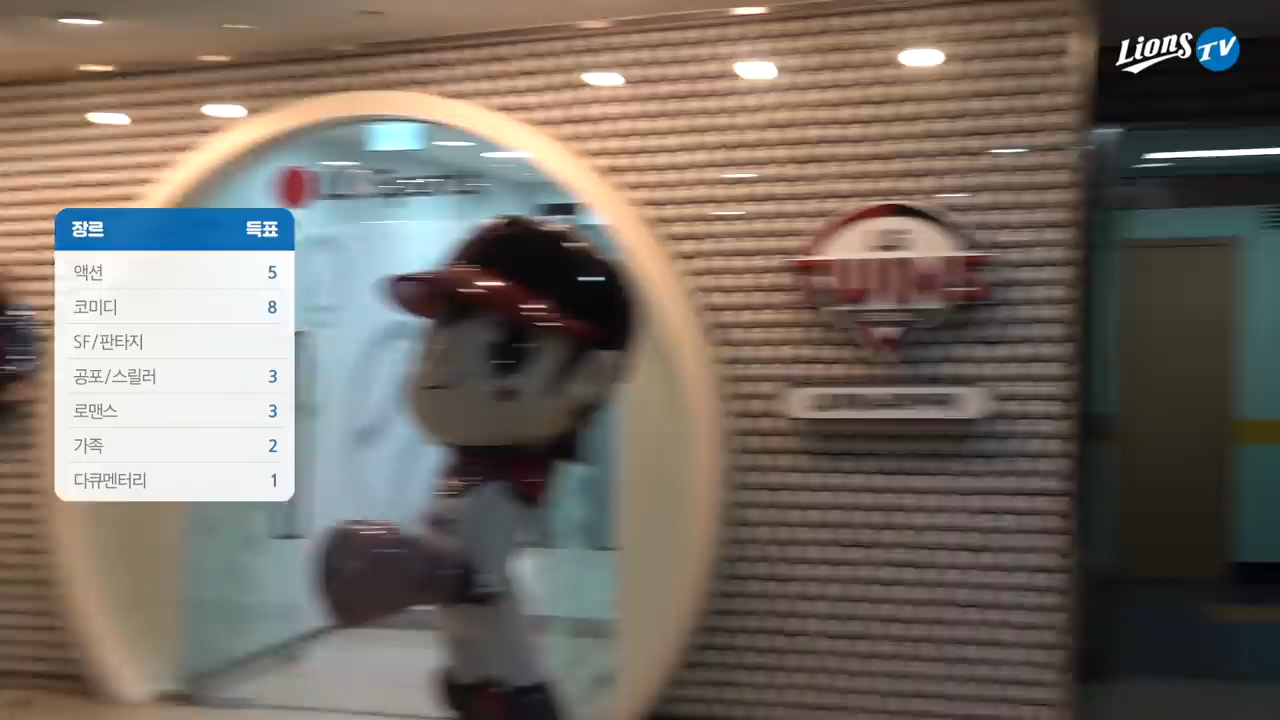 Lions TV
장르 득표
액션 5
코미디 8
SF/판타지
공포/스릴러 3
로맨스 3
가족 2
다큐멘터리 1